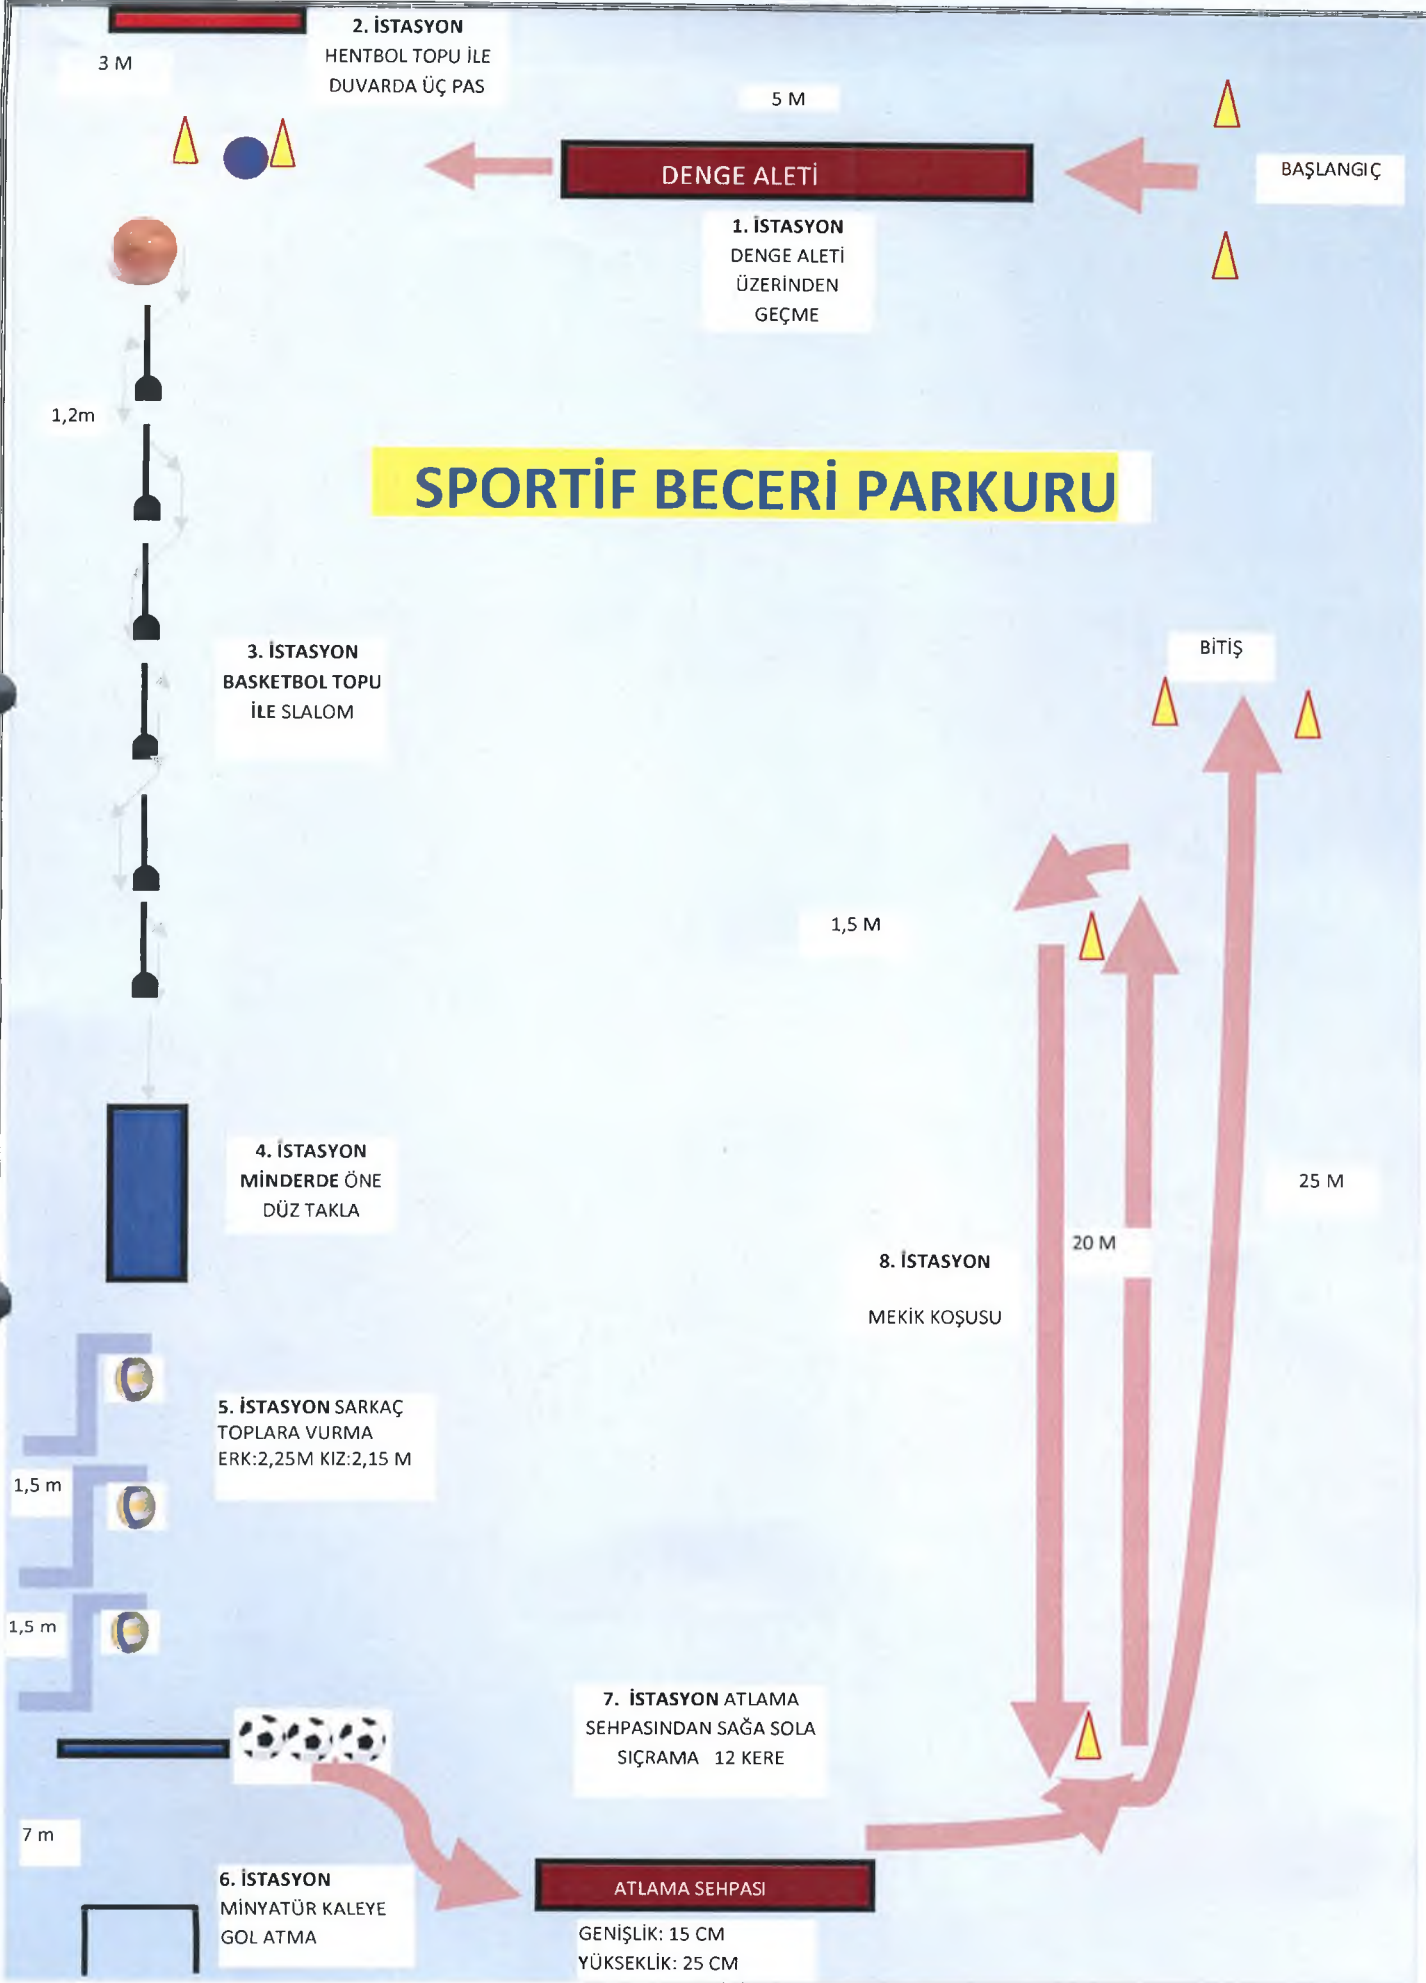 2. İSTASYON
HENTBOL TOPU İLE
DUVARDA ÜÇ PAS
3 M
5 M
DENGE ALETİ
BAŞLANGIÇ
1. İSTASYON
DENGE ALETİ
ÜZERİNDEN
GEÇME
1,2m
SPORTİF BECERİ PARKURU
3. İSTASYON
BASKETBOL TOPU
İLE SLALOM
BİTİŞ
1,5 M
4. İSTASYON
MİNDERDE ÖNE
DÜZ TAKLA
25 M
20 M
8. İSTASYON
MEKİK KOŞUSU
5. İSTASYON SARKAÇ
TOPLARA VURMA
ERK:2,25M KIZ:2,15 M
1,5 m
1,5 m
7. İSTASYON ATLAMA
SEHPASINDAN SAĞA SOLA
SIÇRAMA 12 KERE
7 m
6. İSTASYON
MİNYATÜR KALEYE
GOL ATMA
ATLAMA SEHPASI
GENİŞLİK: 15 CM
YÜKSEKLİK: 25 CM